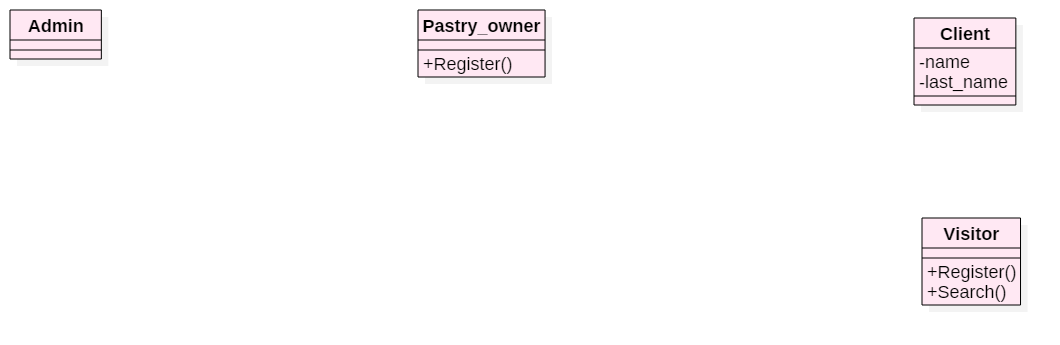 Admin
Pastry_owner
+Register()
Client
-name
-last_name
Visitor
+Register()
+Search()